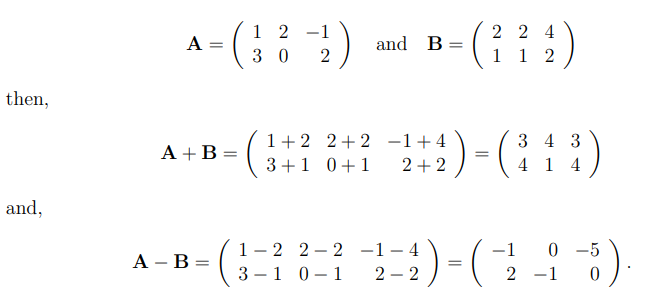 A = ( 1 2 −1 ) and B = ( 2 2 4 )
3 0 2 1 1 2
then,
A + B = ( 1 + 2 2 + 2 −1 + 4 ) = ( 3 4 3 )
3 + 1 0 + 1 2 + 2 4 1 4
and,
A − B = ( 1 − 2 2 − 2 −1 − 4 ) = ( −1 0 −5 ) .
3 − 1 0 − 1 2 − 2 2 −1 0